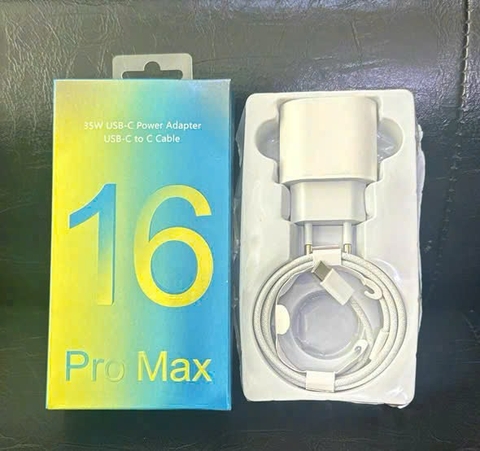 35W USB-C Power Adapter
USB-C to C Cable
16
Pro Max